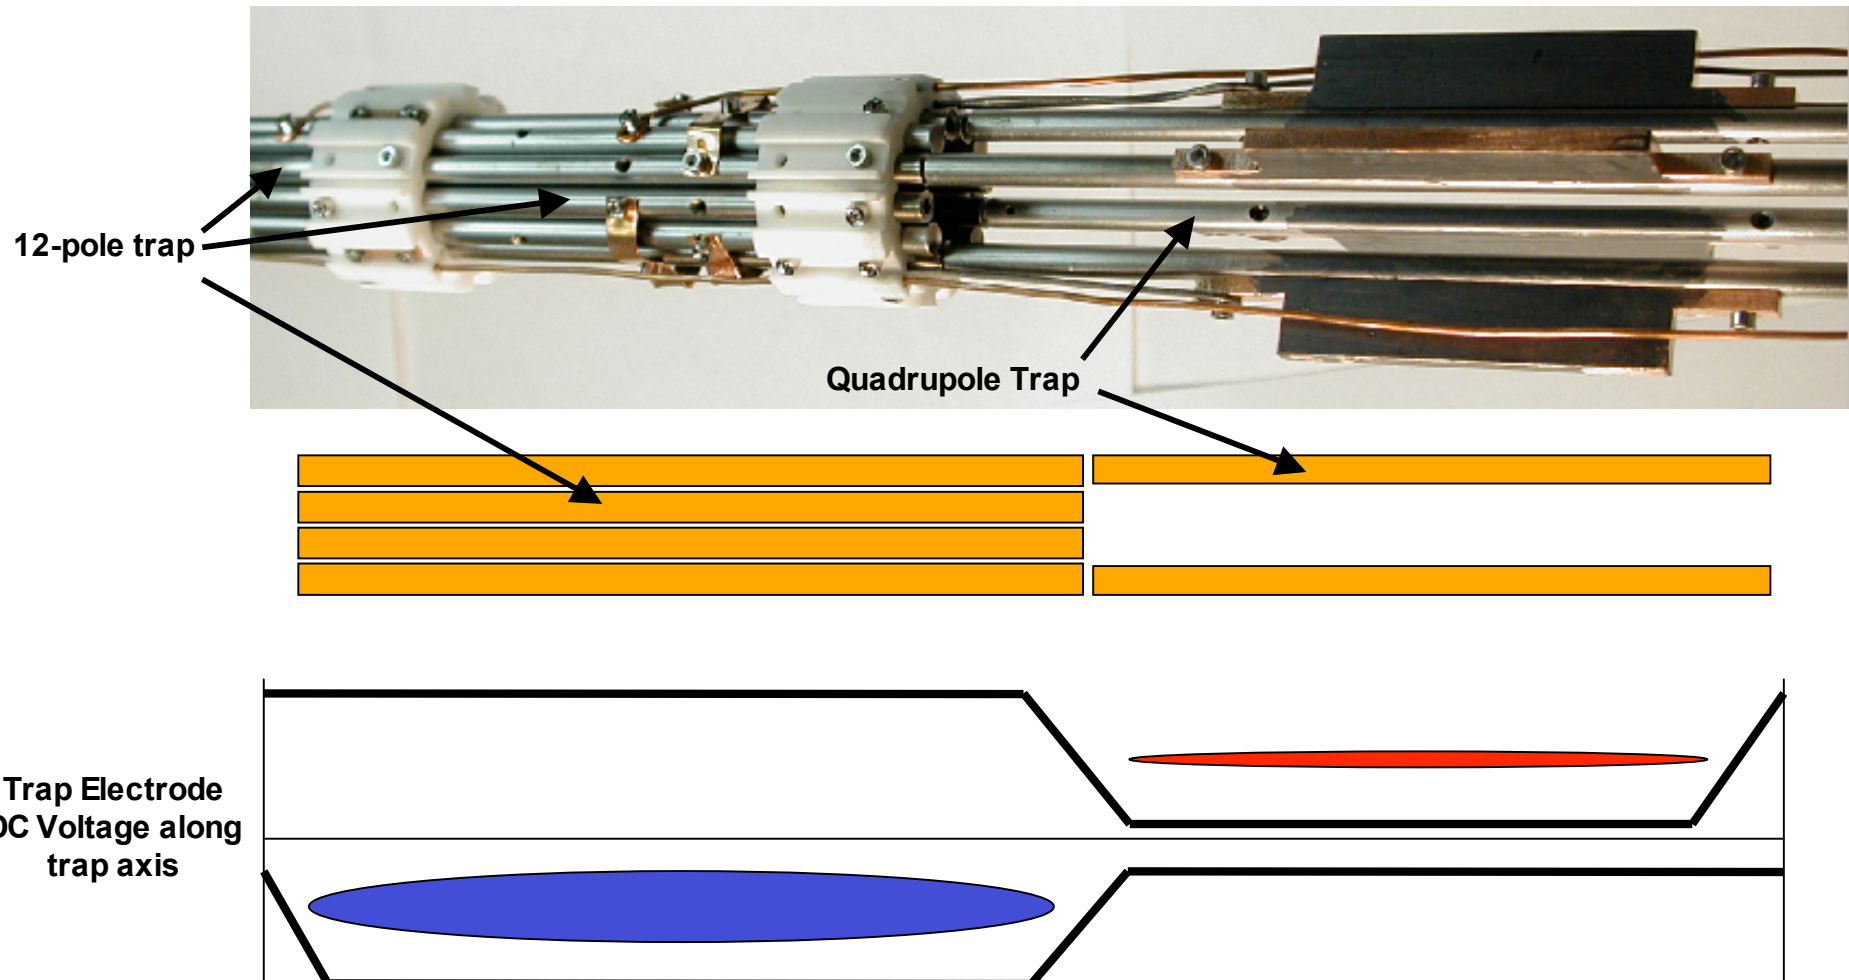 12-pole trap
Quadrupole Trap
Trap Electrode
DC Voltage along
trap axis